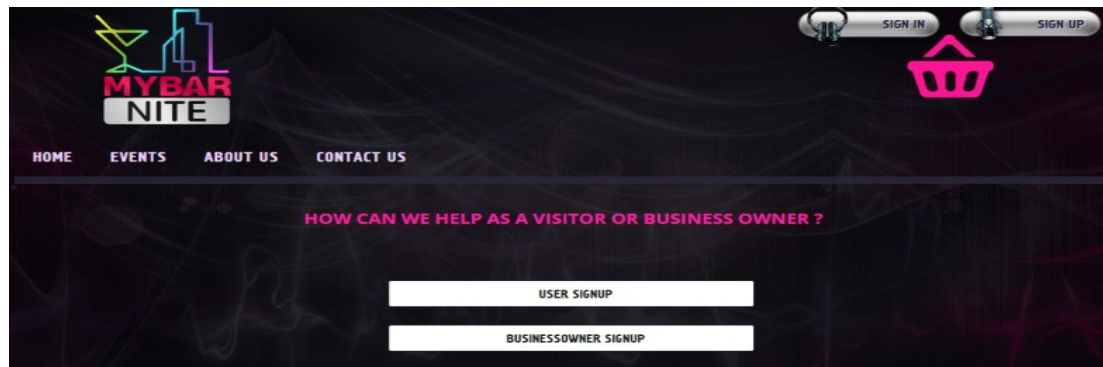 SIGN IN
SIGN UP
MYBAR
NITE
HOME EVENTS ABOUT US CONTACT US
HOW CAN WE HELP AS A VISITOR OR BUSINESS OWNER ?
USER SIGNUP
BUSINESSOWNER SIGNUP